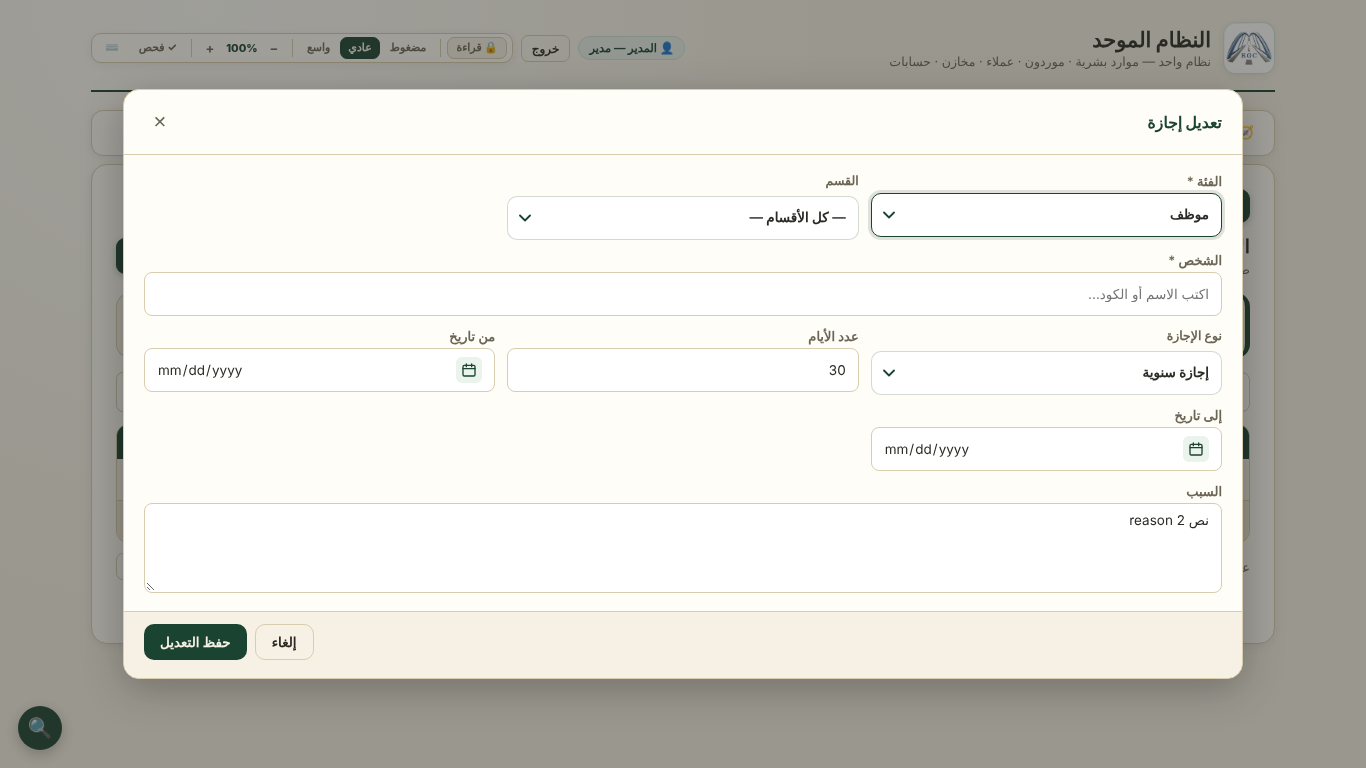 النظام الموحد
نظام واحد — موارد بشرية · موردون · عملاء · مخازن · حسابات
EOC
👤 المدير — مدير
خروج
🔒 قراءة
مضغوط
عادي
واسع
− 100% +
✓ فحص
تعديل إجازة
×
الفئة *
القسم
موظف
— كل الأقسام —
الشخص *
اكتب الاسم أو الكود...
نوع الإجازة
عدد الأيام
من تاريخ
إجازة سنوية
30
mm/dd/yyyy
إلى تاريخ
mm/dd/yyyy
السبب
نص reason 2
إلغاء
حفظ التعديل